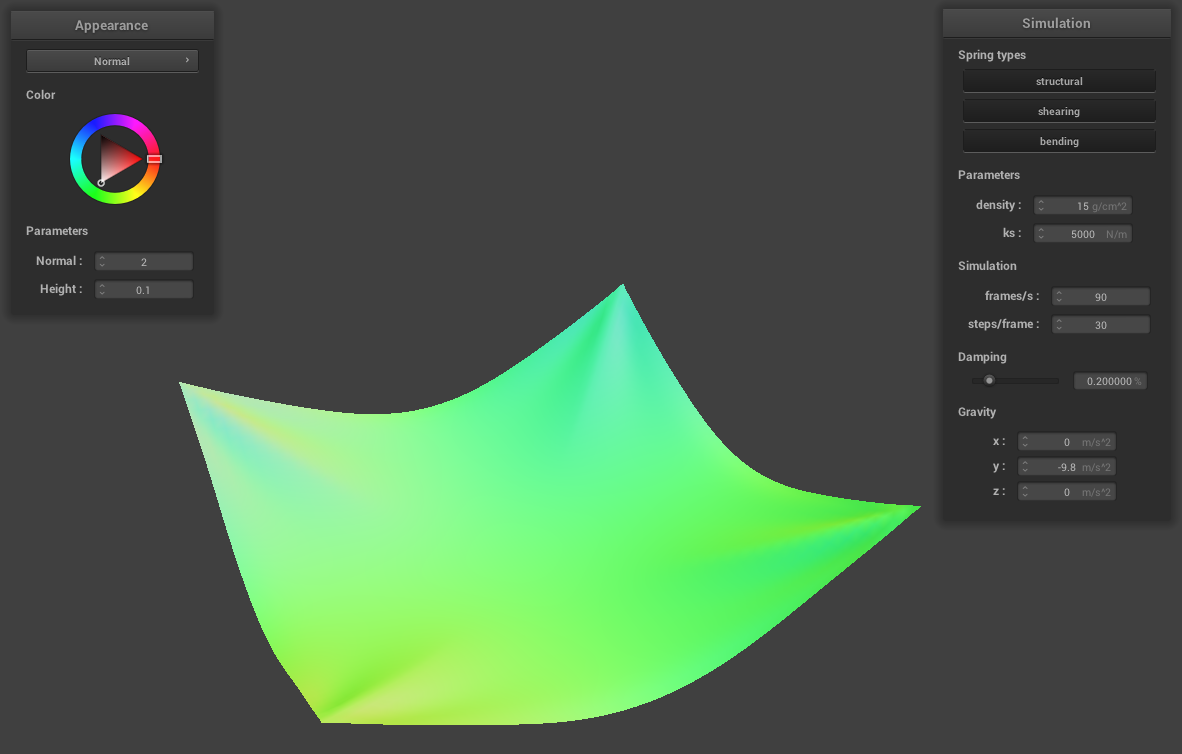 Appearance
Normal ›
Color
Parameters
Normal : 2
Height : 0.1
Simulation
Spring types
structural
shearing
bending
Parameters
density : 15 g/cm^2
ks : 5000 N/m
Simulation
frames/s : 90
steps/frame : 30
Damping
0.200000 %
Gravity
x : 0 m/s^2
y : -9.8 m/s^2
z : 0 m/s^2